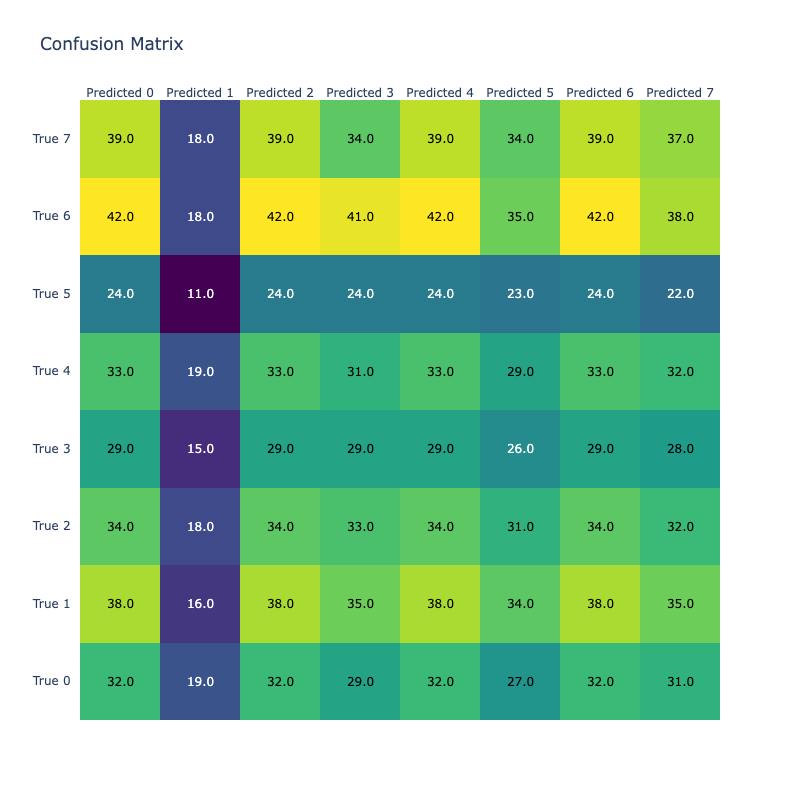 Confusion Matrix
Predicted 0 Predicted 1 Predicted 2 Predicted 3 Predicted 4 Predicted 5 Predicted 6 Predicted 7
True 7 39.0 18.0 39.0 34.0 39.0 34.0 39.0 37.0
True 6 42.0 18.0 42.0 41.0 42.0 35.0 42.0 38.0
True 5 24.0 11.0 24.0 24.0 24.0 23.0 24.0 22.0
True 4 33.0 19.0 33.0 31.0 33.0 29.0 33.0 32.0
True 3 29.0 15.0 29.0 29.0 29.0 26.0 29.0 28.0
True 2 34.0 18.0 34.0 33.0 34.0 31.0 34.0 32.0
True 1 38.0 16.0 38.0 35.0 38.0 34.0 38.0 35.0
True 0 32.0 19.0 32.0 29.0 32.0 27.0 32.0 31.0